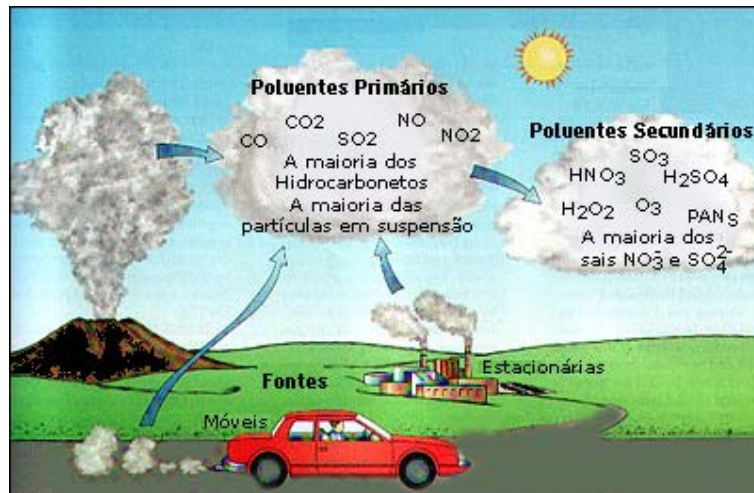 Poluentes Primários
CO CO2 SO2 NO NO2
A maioria dos
Hidrocarbonetos
A maioria das
partículas em suspensão
Poluentes Secundários
SO₃
HNO₃ H₂SO₄
H₂O₂ O₃ PANs
A maioria dos
sais NO₃⁻ e SO₄²⁻
Fontes
Estacionárias
Móveis